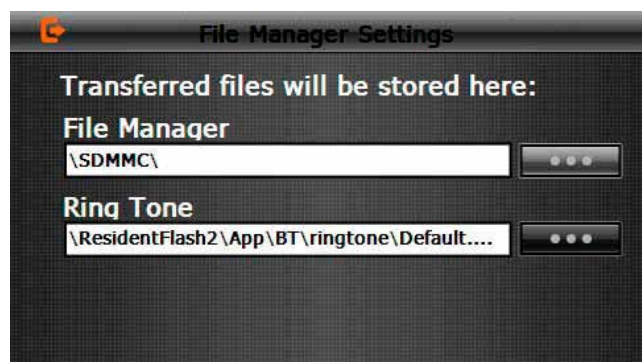 File Manager Settings
Transferred files will be stored here:
File Manager
\SDMMC\
Ring Tone
\ResidentFlash2\App\BT\ringtone\Default....